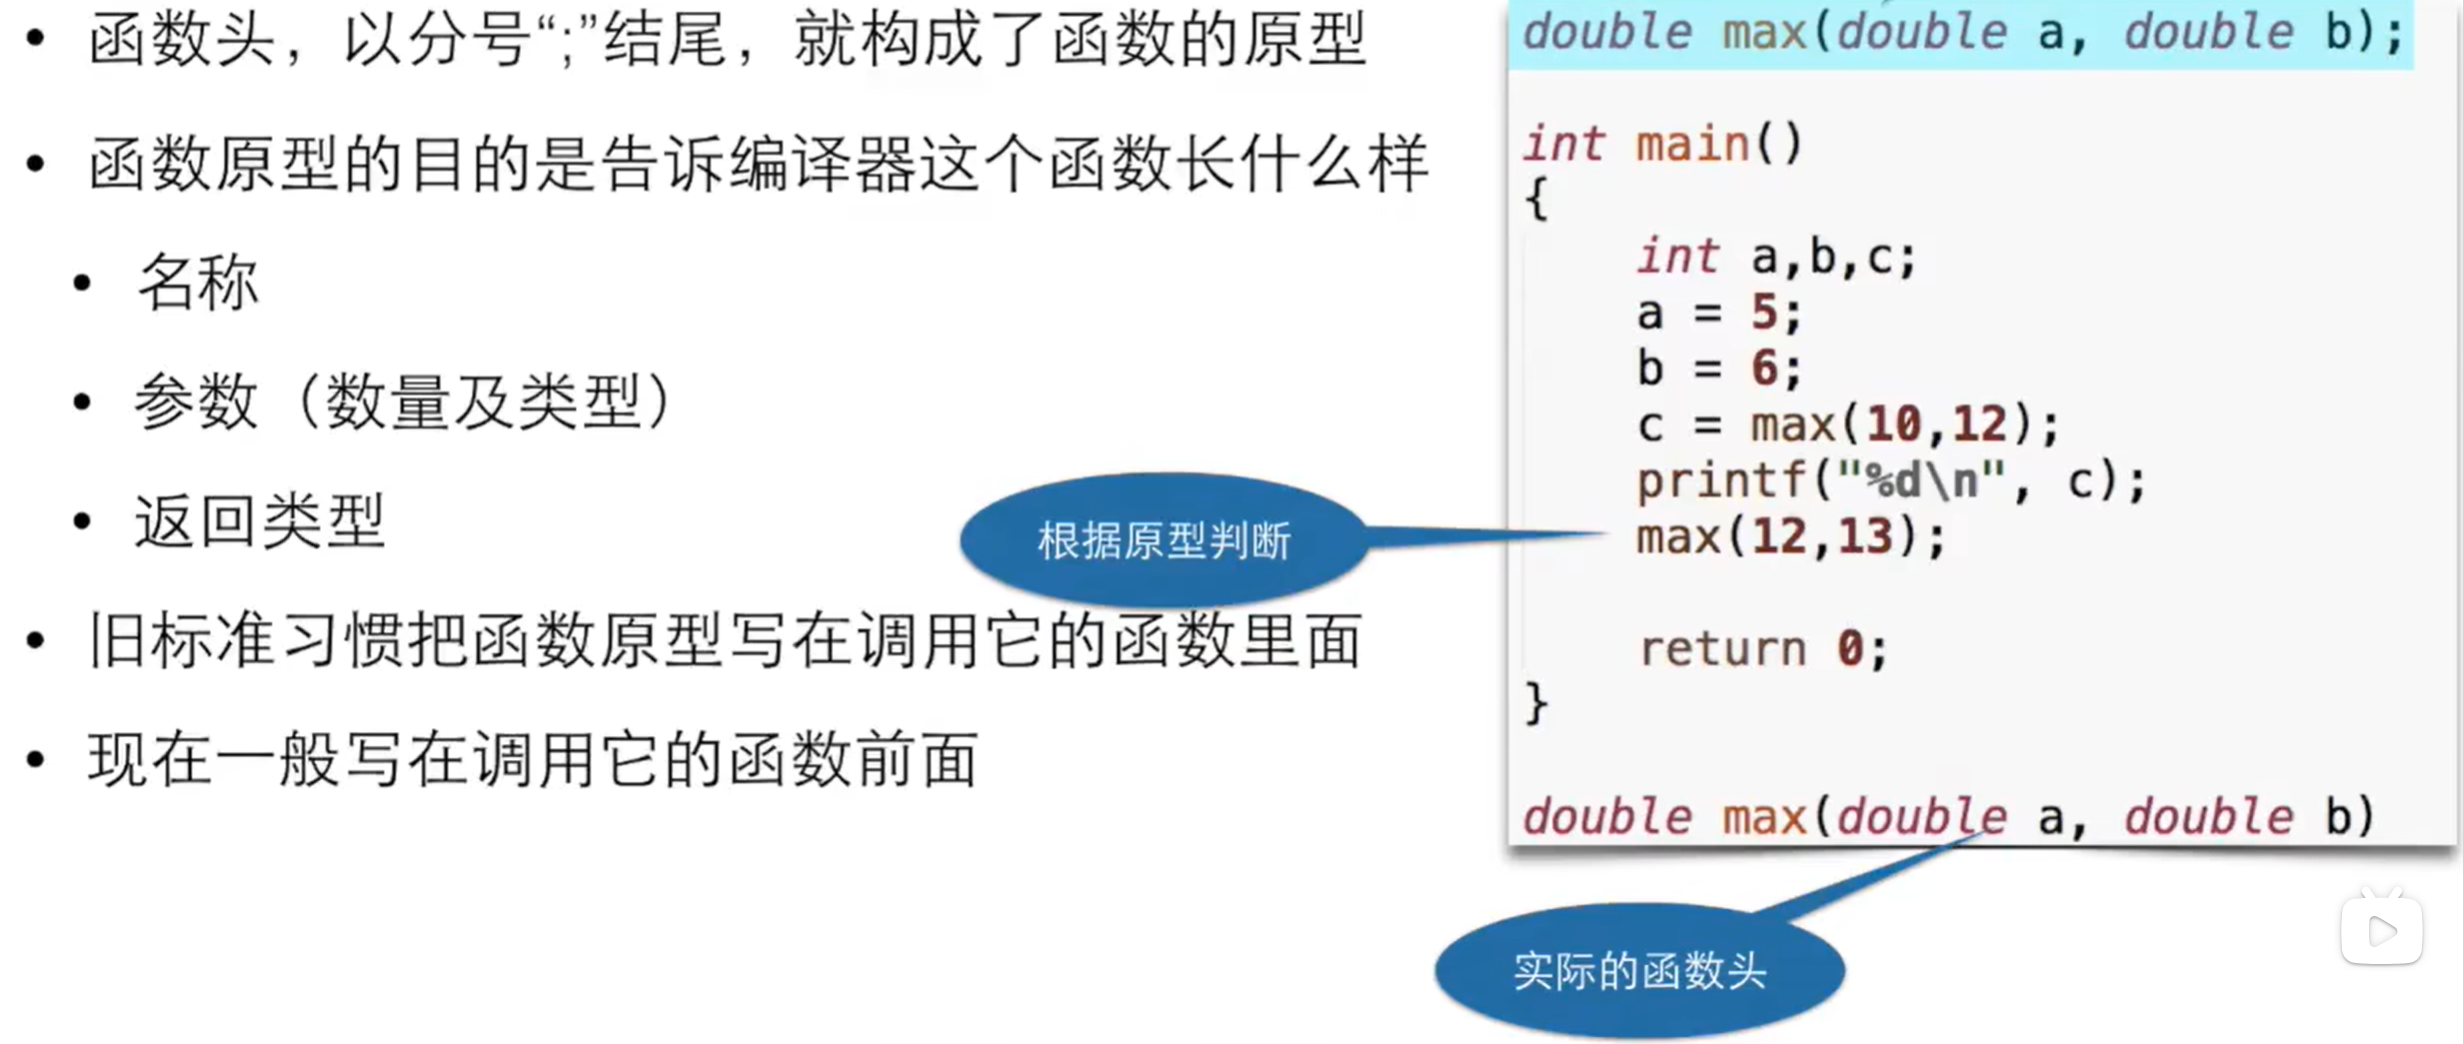 • 函数头，以分号“;”结尾，就构成了函数的原型
• 函数原型的目的是告诉编译器这个函数长什么样
• 名称
• 参数（数量及类型）
• 返回类型
• 旧标准习惯把函数原型写在调用它的函数里面
• 现在一般写在调用它的函数前面
double max(double a, double b);
int main()
{
int a,b,c;
a = 5;
b = 6;
c = max(10,12);
printf("%d\n", c);
max(12,13);
return 0;
}
double max(double a, double b)
根据原型判断
实际的函数头